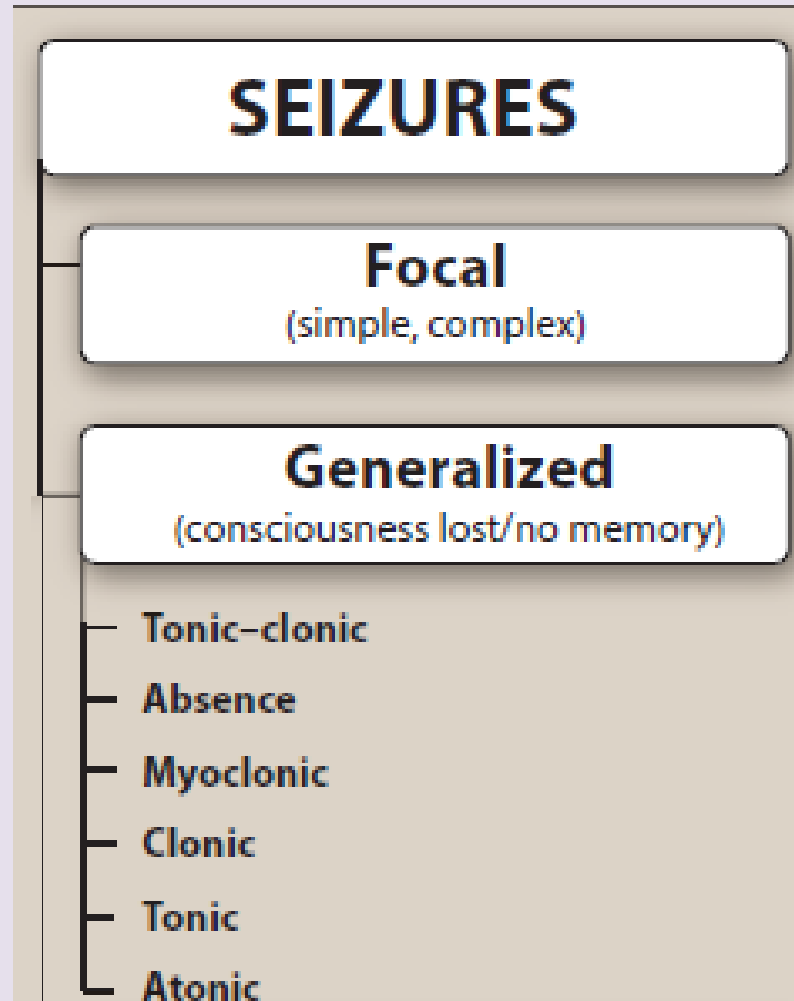 SEIZURES
Focal
(simple, complex)
Generalized
(consciousness lost/no memory)
Tonic–clonic
Absence
Myoclonic
Clonic
Tonic
Atonic